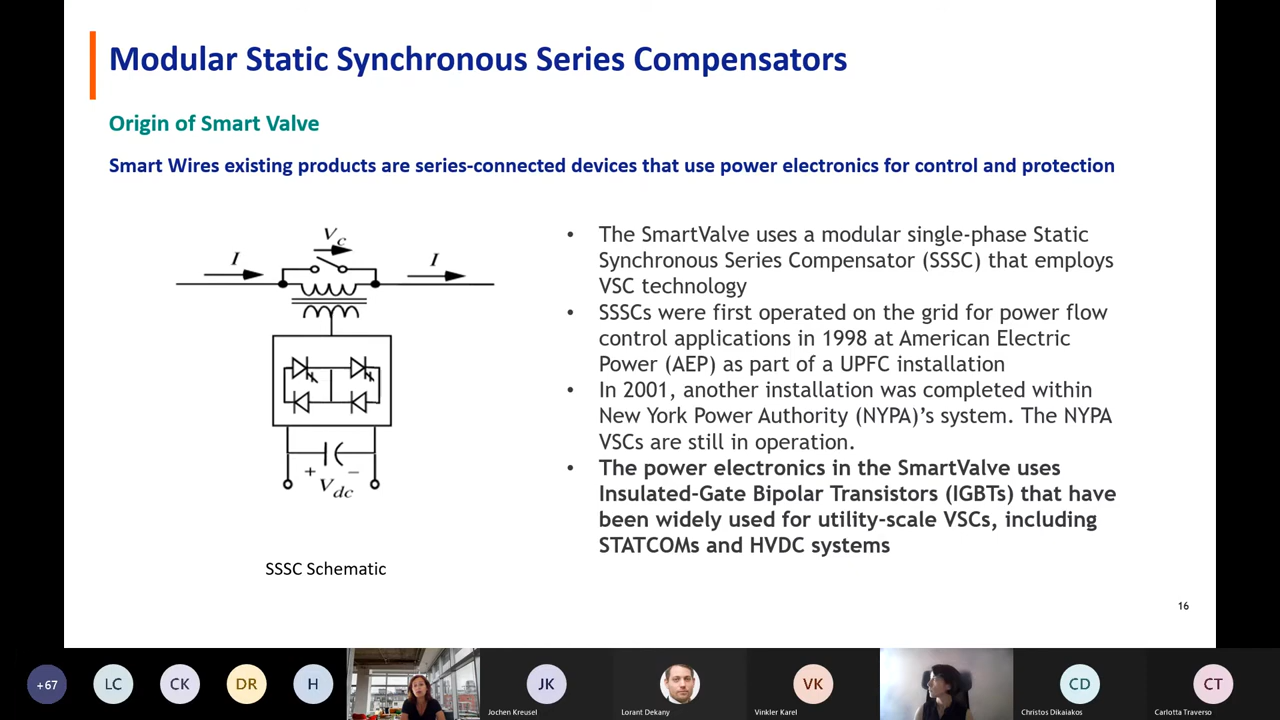 Modular Static Synchronous Series Compensators
Origin of Smart Valve
Smart Wires existing products are series-connected devices that use power electronics for control and protection
Vc
I
I
+
−
Vdc
SSSC Schematic
• The SmartValve uses a modular single-phase Static
Synchronous Series Compensator (SSSC) that employs
VSC technology
• SSSCs were first operated on the grid for power flow
control applications in 1998 at American Electric
Power (AEP) as part of a UPFC installation
• In 2001, another installation was completed within
New York Power Authority (NYPA)’s system. The NYPA
VSCs are still in operation.
• The power electronics in the SmartValve uses
Insulated-Gate Bipolar Transistors (IGBTs) that have
been widely used for utility-scale VSCs, including
STATCOMs and HVDC systems
16
+67
LC
CK
DR
H
JK
Jochen Kreusel
Lorant Dekany
VK
Vinkler Karel
CD
Christos Dikaiakos
CT
Carlotta Traverso